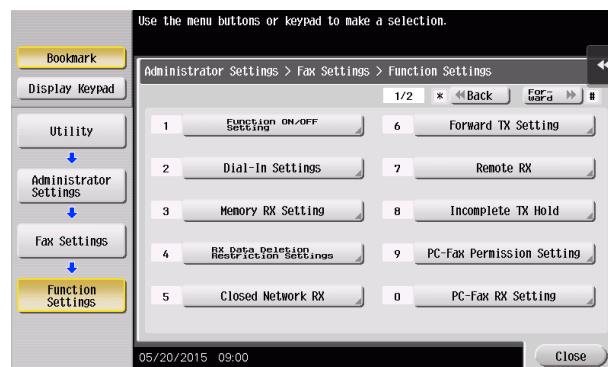 Use the menu buttons or keypad to make a selection.
Bookmark
Display Keypad
Utility
Administrator
Settings
Fax Settings
Function
Settings
Administrator Settings > Fax Settings > Function Settings
1/2 * Back For-
ward #
1 Function ON/OFF
Setting
2 Dial-In Settings
3 Memory RX Setting
4 RX Data Deletion
Restriction Settings
5 Closed Network RX
6 Forward TX Setting
7 Remote RX
8 Incomplete TX Hold
9 PC-Fax Permission Setting
0 PC-Fax RX Setting
05/20/2015 09:00
Close